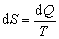 dS = dQ/T